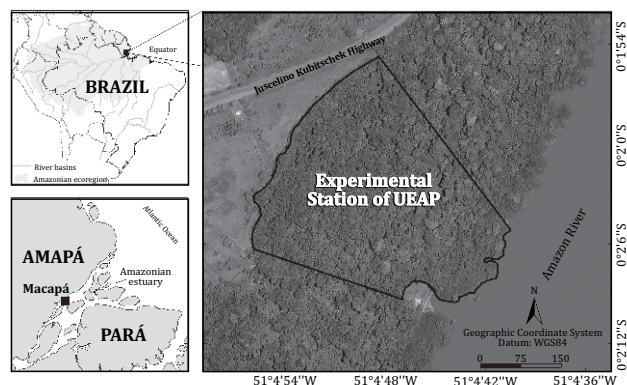 Equator
BRAZIL
River basins
Amazonian ecoregion
Atlantic Ocean
AMAPÁ
Amazonian
estuary
Macapá
PARÁ
Juscelino Kubitschek Highway
Experimental
Station of UEAP
Amazon River
N
Geographic Coordinate System
Datum: WGS84
0 75 150
0°1'54"S
0°2'0"S
0°2'6"S
0°2'12"S
51°4'54"W 51°4'48"W 51°4'42"W 51°4'36"W